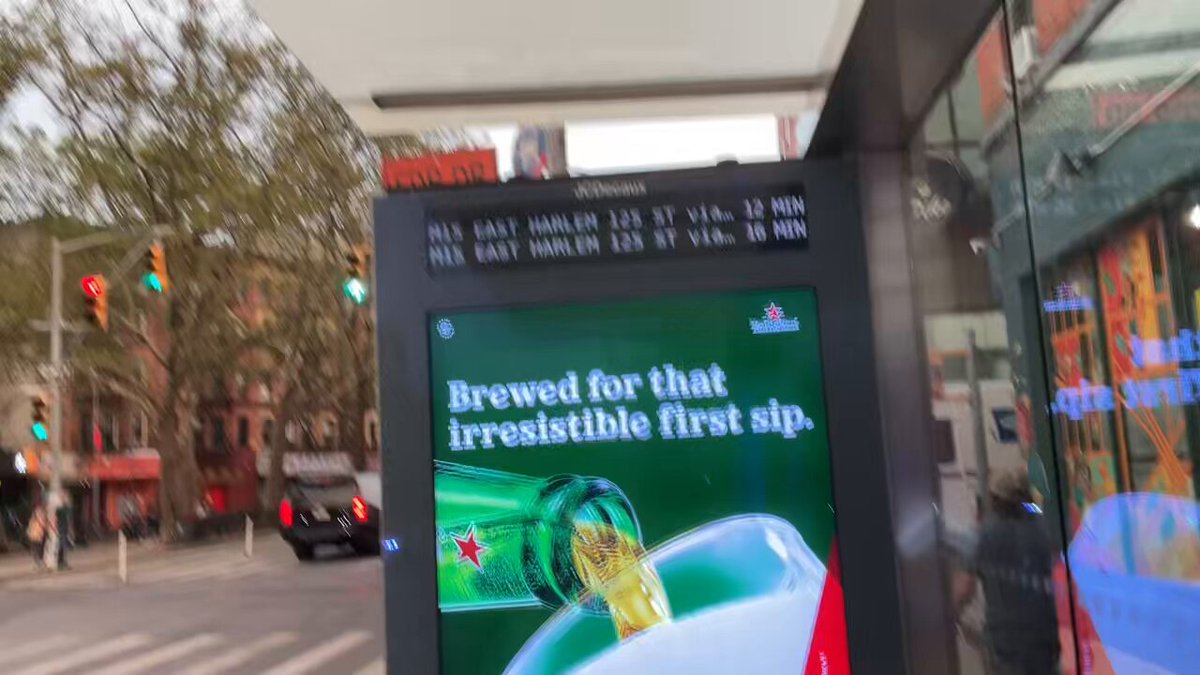 JCDecaux
M15 EAST HARLEM 125 ST via… 12 MIN
M15 EAST HARLEM 125 ST via… 15 MIN
Heineken
Brewed for that
irresistible first sip.